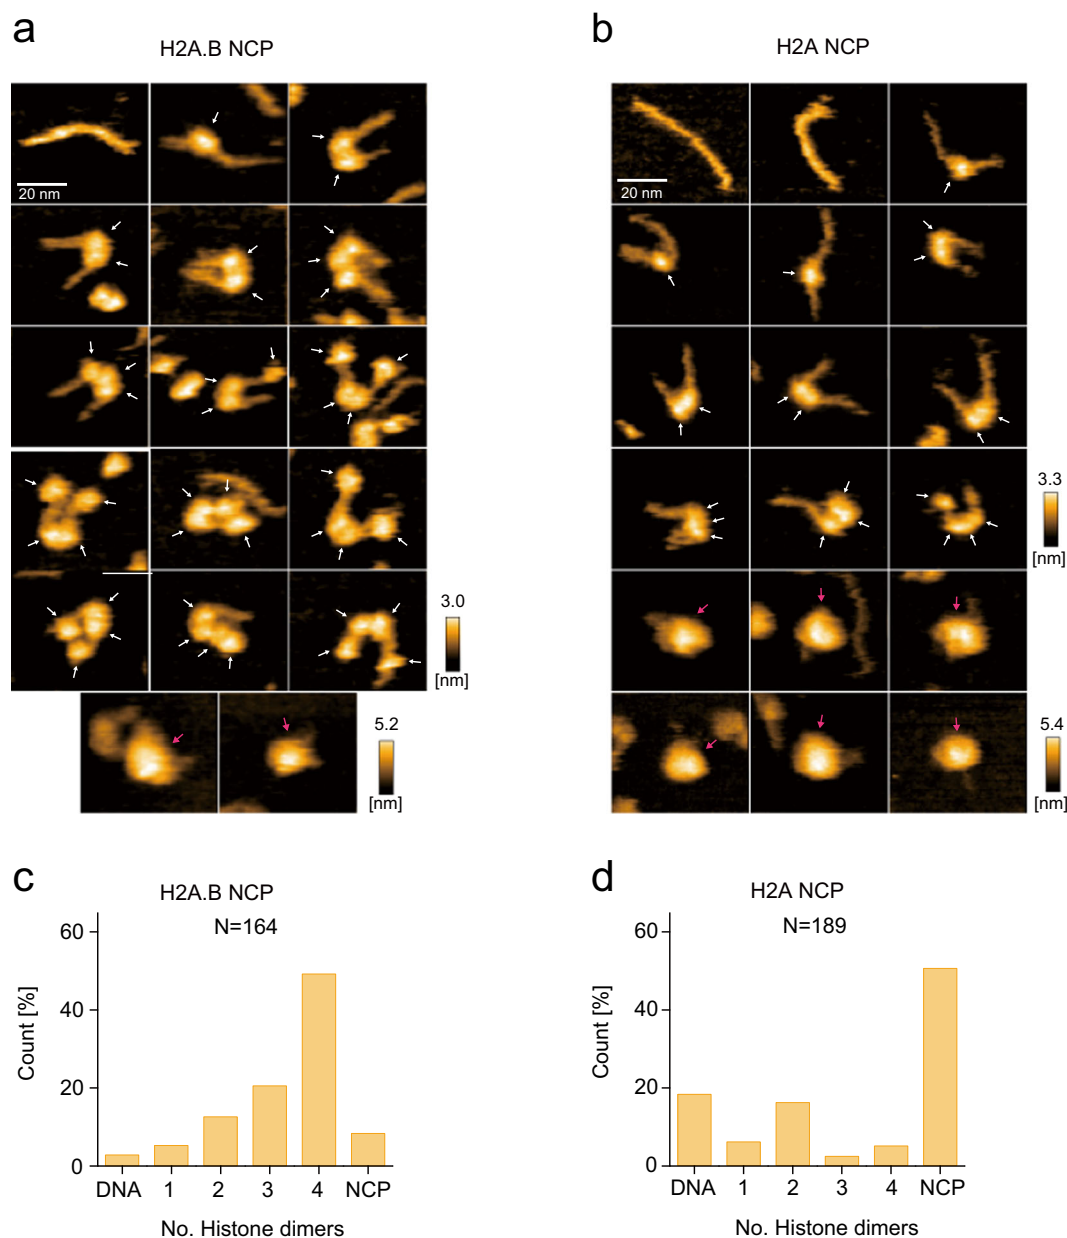 a
H2A.B NCP
20 nm
3.0
[nm]
5.2
[nm]
b
H2A NCP
20 nm
3.3
[nm]
5.4
[nm]
c
H2A.B NCP
N=164
Count [%]
60
40
20
0
DNA 1 2 3 4 NCP
No. Histone dimers
d
H2A NCP
N=189
Count [%]
60
40
20
0
DNA 1 2 3 4 NCP
No. Histone dimers